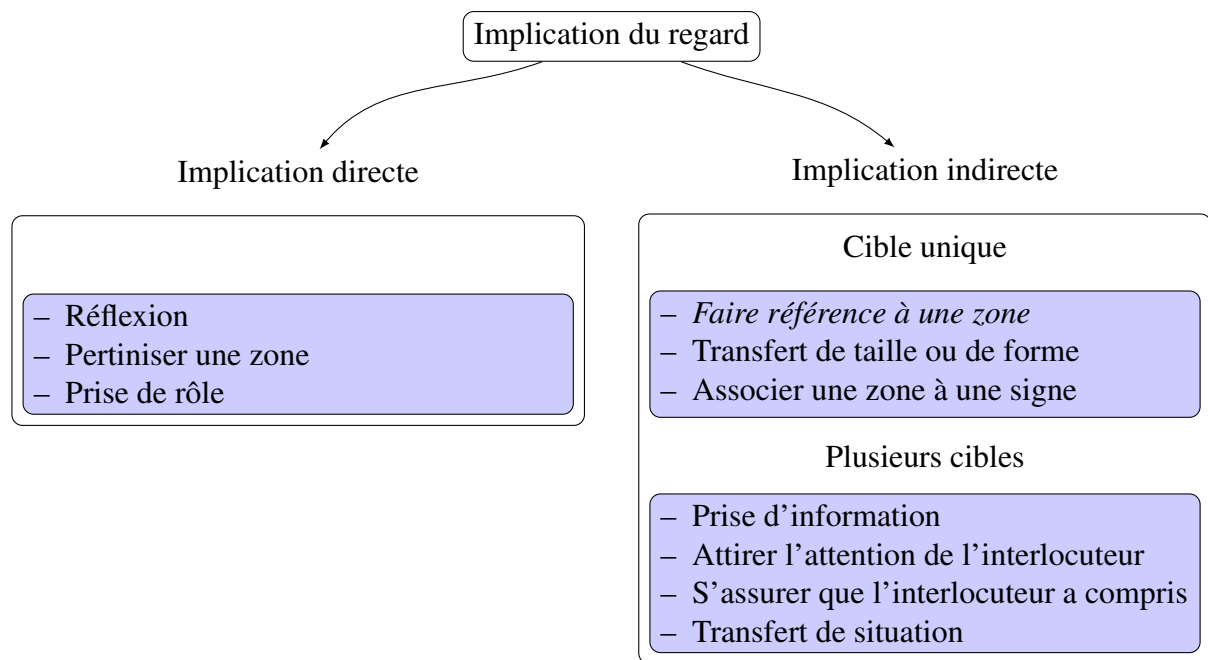 Implication du regard
Implication directe
– Réflexion
– Pertiniser une zone
– Prise de rôle
Implication indirecte
Cible unique
– Faire référence à une zone
– Transfert de taille ou de forme
– Associer une zone à une signe
Plusieurs cibles
– Prise d’information
– Attirer l’attention de l’interlocuteur
– S’assurer que l’interlocuteur a compris
– Transfert de situation